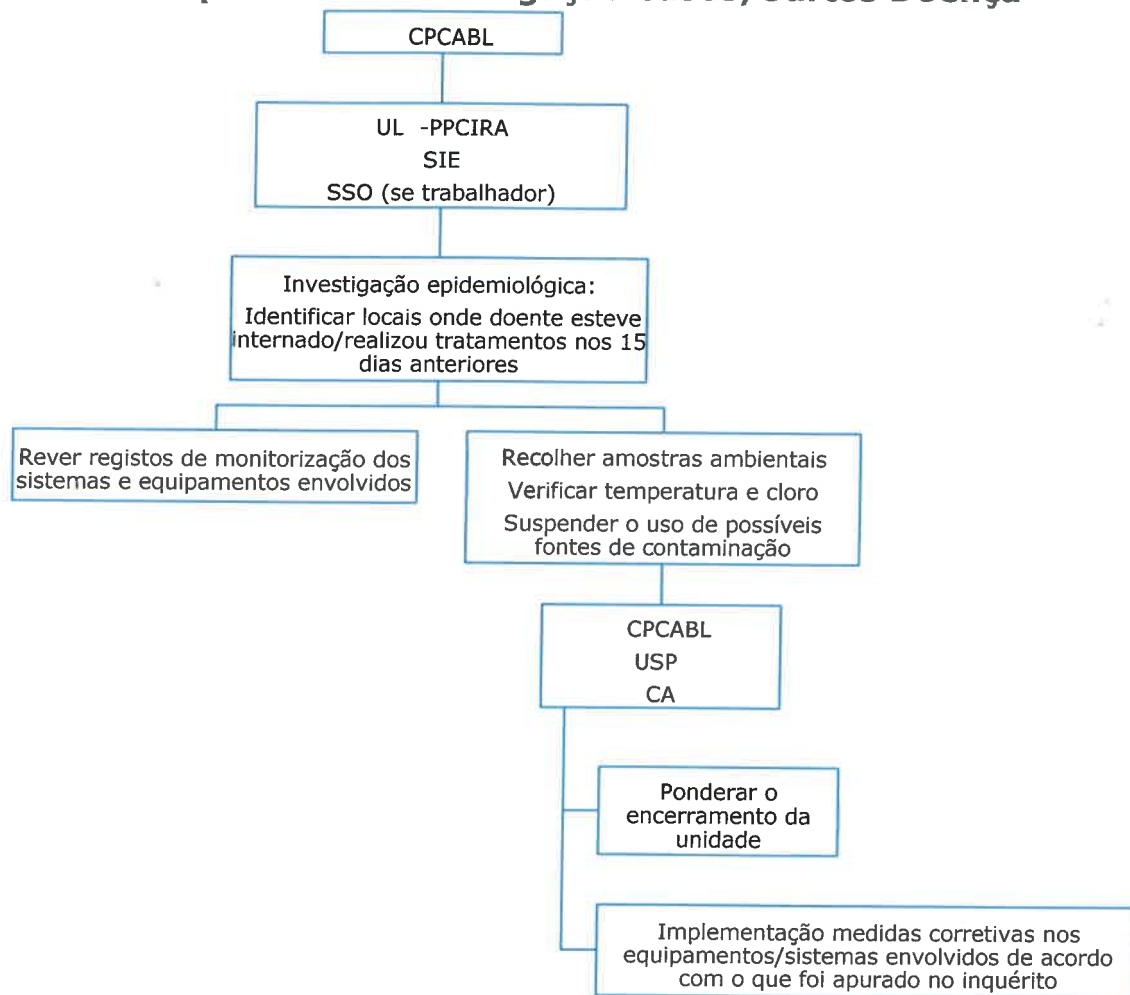 Doença
CPCABL
UL -PPCIRA
SIE
SSO (se trabalhador)
Investigação epidemiológica:
Identificar locais onde doente esteve
internado/realizou tratamentos nos 15
dias anteriores
Rever registos de monitorização dos
sistemas e equipamentos envolvidos
Recolher amostras ambientais
Verificar temperatura e cloro
Suspender o uso de possíveis
fontes de contaminação
CPCABL
USP
CA
Ponderar o
encerramento da
unidade
Implementação medidas corretivas nos
equipamentos/sistemas envolvidos de acordo
com o que foi apurado no inquérito